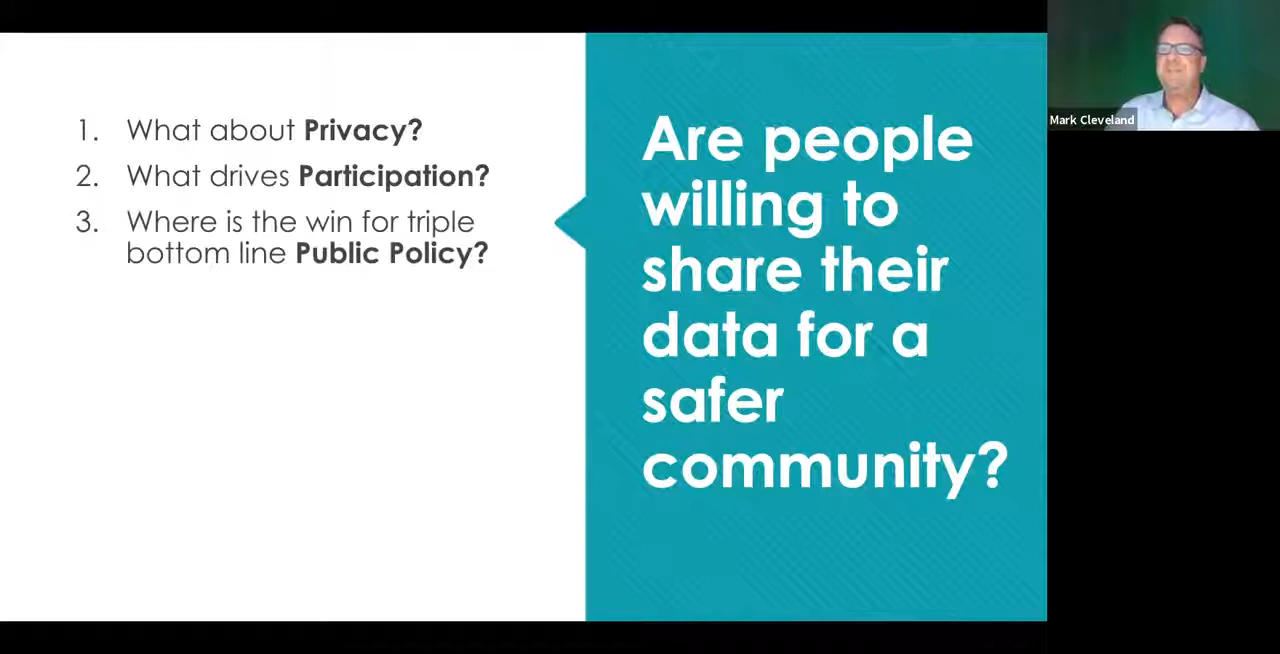 1. What about Privacy?
2. What drives Participation?
3. Where is the win for triple
bottom line Public Policy?
Are people
willing to
share their
data for a
safer
community?
Mark Cleveland